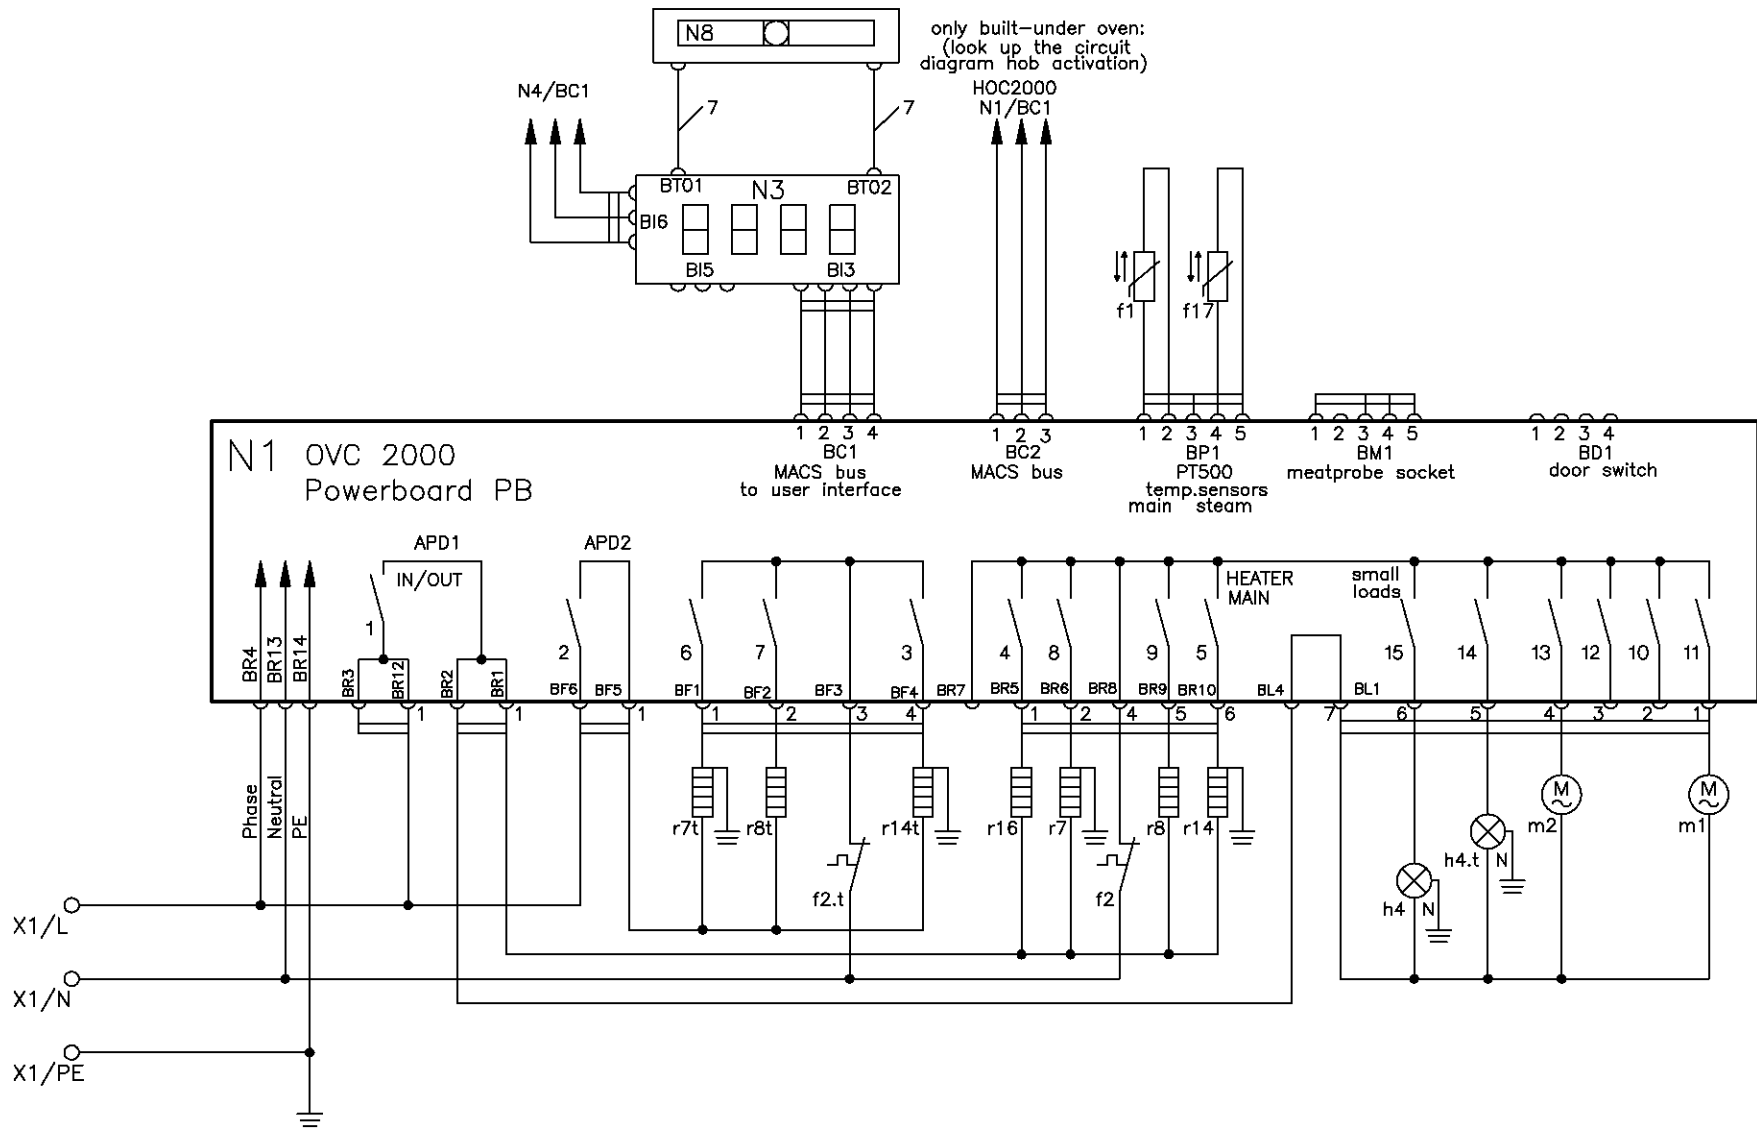 N8
only built-under oven:
(look up the circuit
diagram hob activation)
HOC2000
N1/BC1
N4/BC1
7
7
BT01
N3
BT02
BI6
BI5
BI3
f1
f17
N1 OVC 2000
Powerboard PB
1 2 3 4
BC1
MACS bus
to user interface
1 2 3
BC2
MACS bus
1 2 3 4 5
BP1
PT500
temp.sensors
main steam
1 2 3 4 5
BM1
meatprobe socket
1 2 3 4
BD1
door switch
APD1
IN/OUT
APD2
HEATER
MAIN
small
loads
1
2
6
7
3
4
8
9
5
15
14
13
12
10
11
BR4
BR13
BR14
BR3
BR12
BR2
BR1
BF6
BF5
BF1
BF2
BF3
BF4
BR7
BR5
BR6
BR8
BR9
BR10
BL4
BL1
1
1
1
1
2
3
4
1
2
4
5
6
7
6
5
4
3
2
1
Phase
Neutral
PE
r7t
r8t
r14t
r16
r7
r8
r14
M
m2
M
m1
h4.t N
f2.t
f2
h4 N
X1/L
X1/N
X1/PE